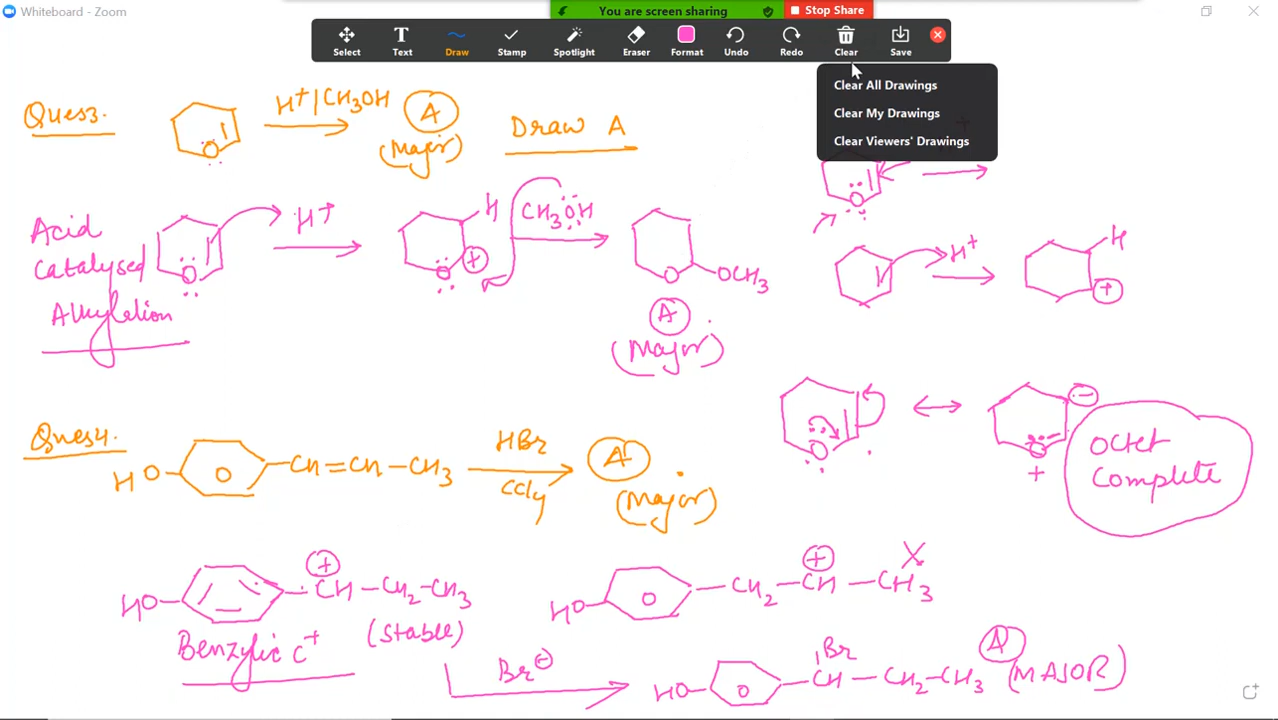 Whiteboard - Zoom
You are screen sharing
Stop Share
Select Text Draw Stamp Spotlight Eraser Format Undo Redo Clear Save
Clear All Drawings
Clear My Drawings
Clear Viewers' Drawings
Ques3. O H+/CH3OH A (Major) Draw A
Acid
Catalysed
Alkylation
O H+ O + H CH3OH O OCH3
A
(Major)
O
H+ H +
O O - +
Octet
Complete
Ques4. HO O CH=CH-CH3 HBr
CCl4
A (Major)
HO + CH-CH2-CH3
(stable)
Benzylic C+
HO O CH2-CH-CH3 + X
Br⊖
HO O CH-CH2-CH3 Br
A (MAJOR)